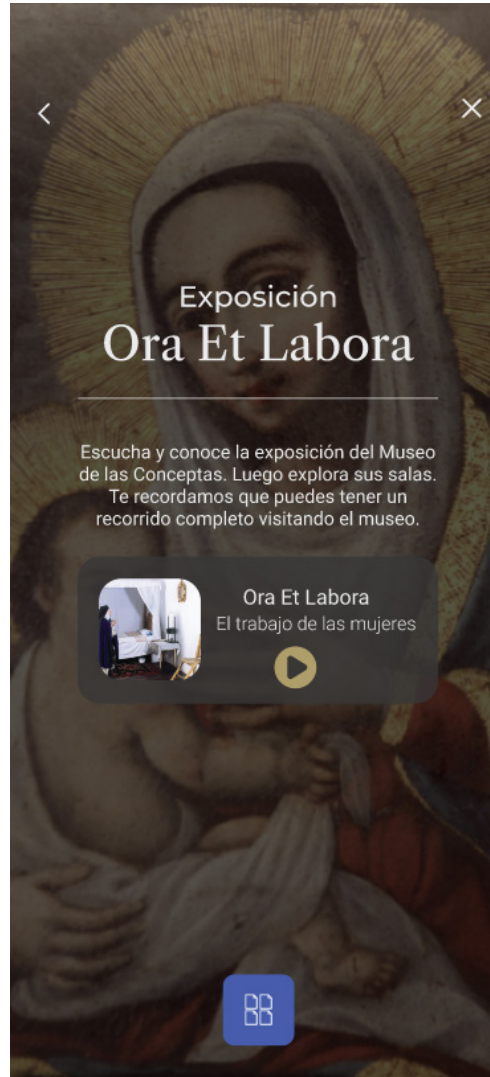 Exposición
Ora Et Labora
Escucha y conoce la exposición del Museo
de las Conceptas. Luego explora sus salas.
Te recordamos que puedes tener un
recorrido completo visitando el museo.
Ora Et Labora
El trabajo de las mujeres